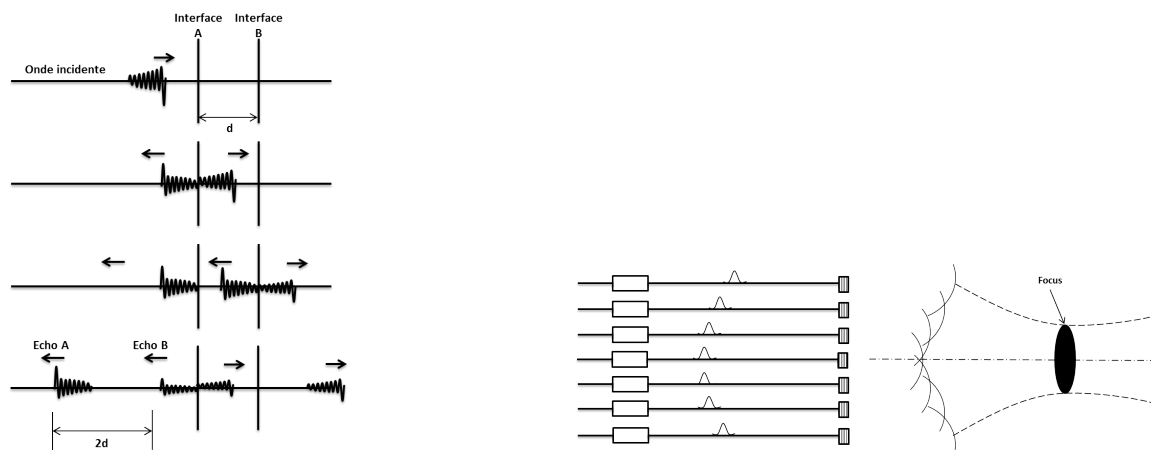 Interface Interface
A B
Onde incidente
d
Echo A Echo B
2d
Focus